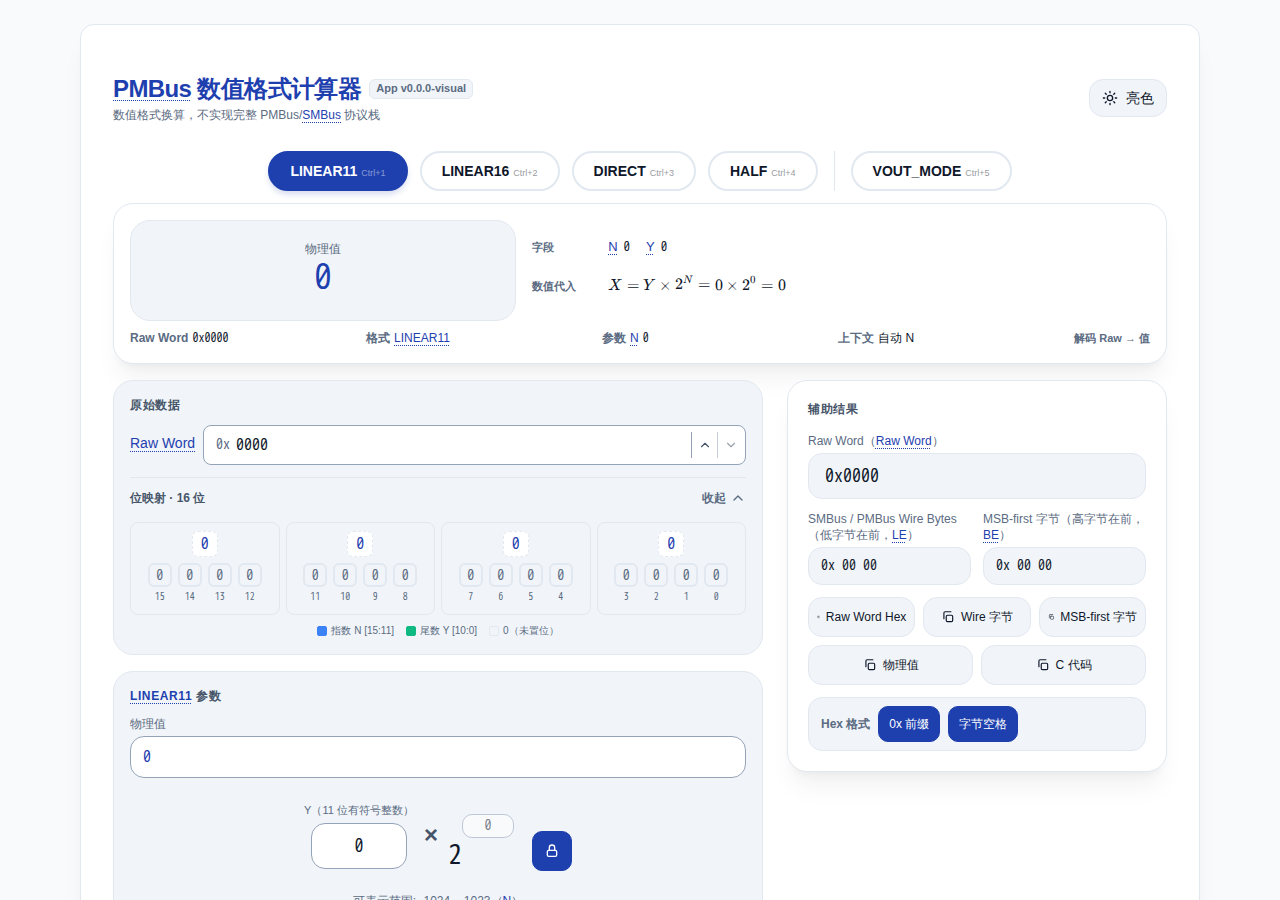 PMBus 数值格式计算器 App v0.0.0-visual
数值格式换算，不实现完整 PMBus/SMBus 协议栈
亮色
LINEAR11 Ctrl+1 LINEAR16 Ctrl+2 DIRECT Ctrl+3 HALF Ctrl+4 VOUT_MODE Ctrl+5
物理值
0
字段 N 0 Y 0
数值代入 X = Y × 2^N = 0 × 2^0 = 0
Raw Word 0x0000 格式 LINEAR11 参数 N 0 上下文 自动 N 解码 Raw → 值
原始数据
Raw Word 0x 0000
位映射 · 16 位 收起
0 0 0 0
0 0 0 0 0 0 0 0 0 0 0 0 0 0 0 0
15 14 13 12 11 10 9 8 7 6 5 4 3 2 1 0
指数 N [15:11] 尾数 Y [10:0] 0（未置位）
LINEAR11 参数
物理值
0
Y（11 位有符号整数）
0 × 2 0
辅助结果
Raw Word（Raw Word）
0x0000
SMBus / PMBus Wire Bytes（低字节在前，LE）
0x 00 00
MSB-first 字节（高字节在前，BE）
0x 00 00
Raw Word Hex Wire 字节 MSB-first 字节
物理值 C 代码
Hex 格式 0x 前缀 字节空格